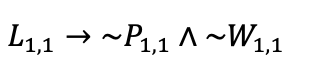 L₁,₁ → ~P₁,₁ ∧ ~W₁,₁